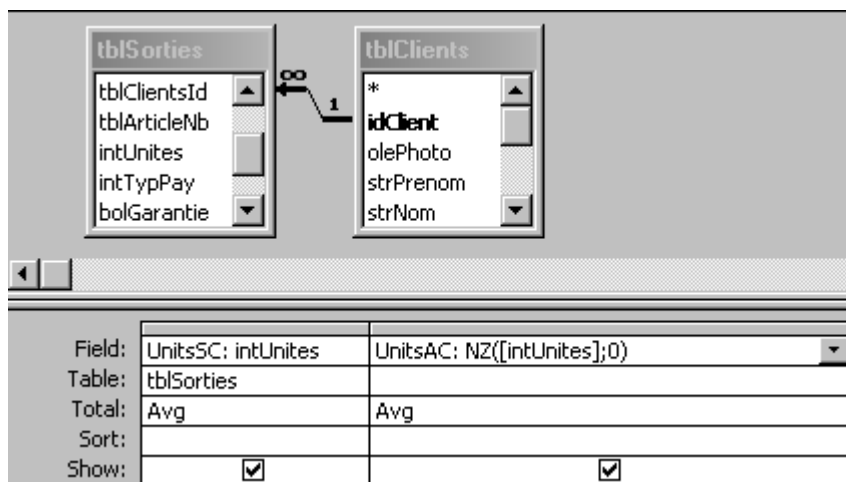 tblSorties
tblClientsId
tblArticleNb
intUnites
intTypPay
bolGarantie
∞
1
tblClients
*
idClient
olePhoto
strPrenom
strNom
Field: UnitsSC: intUnites UnitsAC: NZ([intUnites];0)
Table: tblSorties
Total: Avg Avg
Sort:
Show: